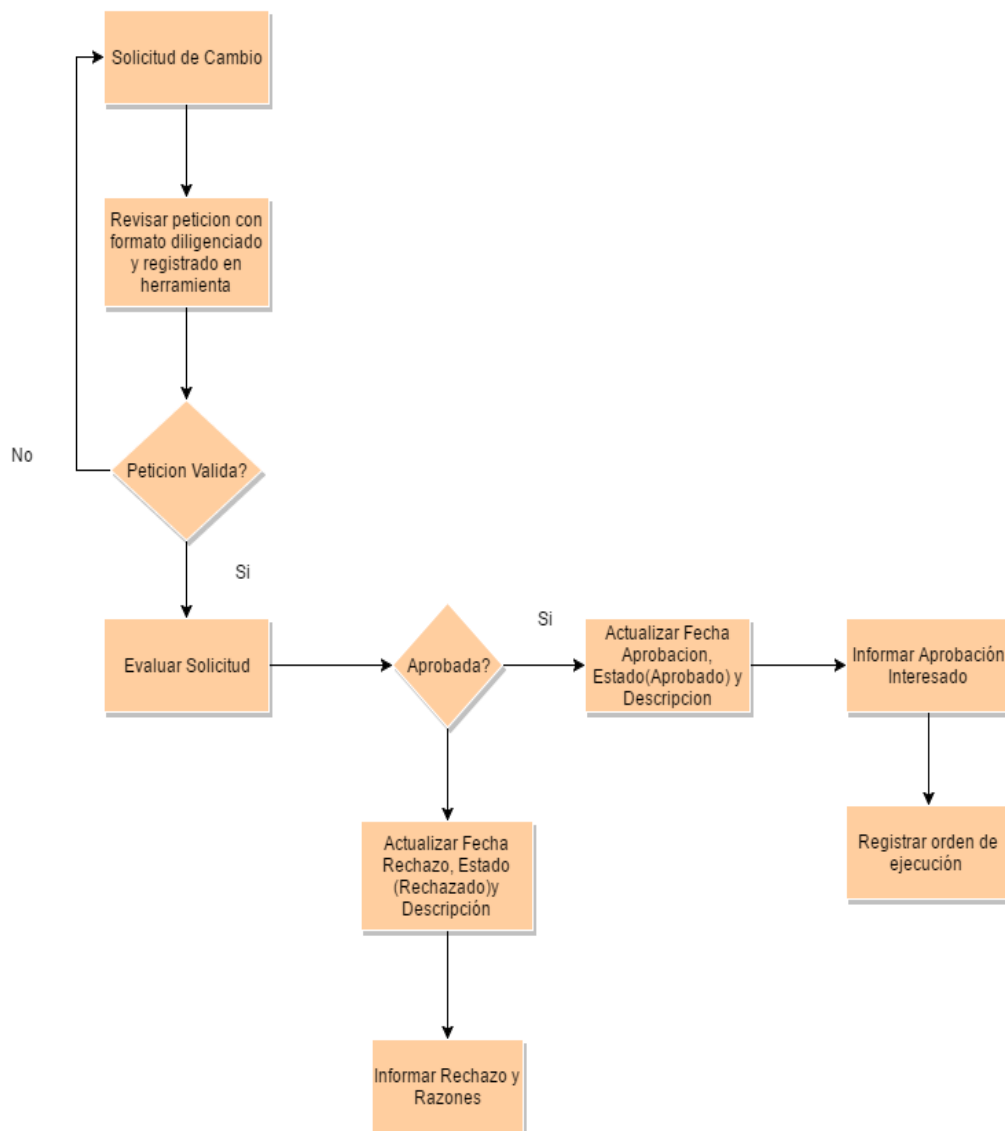 Solicitud de Cambio
Revisar peticion con
formato diligenciado
y registrado en
herramienta
Peticion Valida?
No
Si
Evaluar Solicitud
Aprobada?
Si
Actualizar Fecha
Aprobacion,
Estado(Aprobado) y
Descripcion
Informar Aprobación
Interesado
Actualizar Fecha
Rechazo, Estado
(Rechazado)y
Descripción
Registrar orden de
ejecución
Informar Rechazo y
Razones